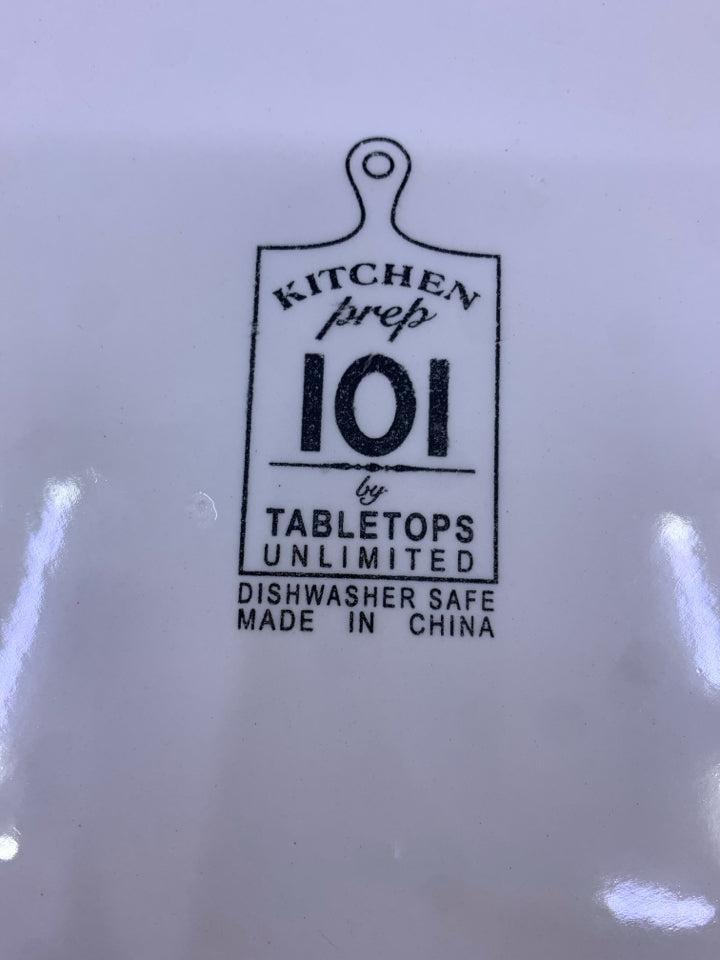 KITCHEN
prep
101
by
TABLETOPS
UNLIMITED
DISHWASHER SAFE
MADE IN CHINA